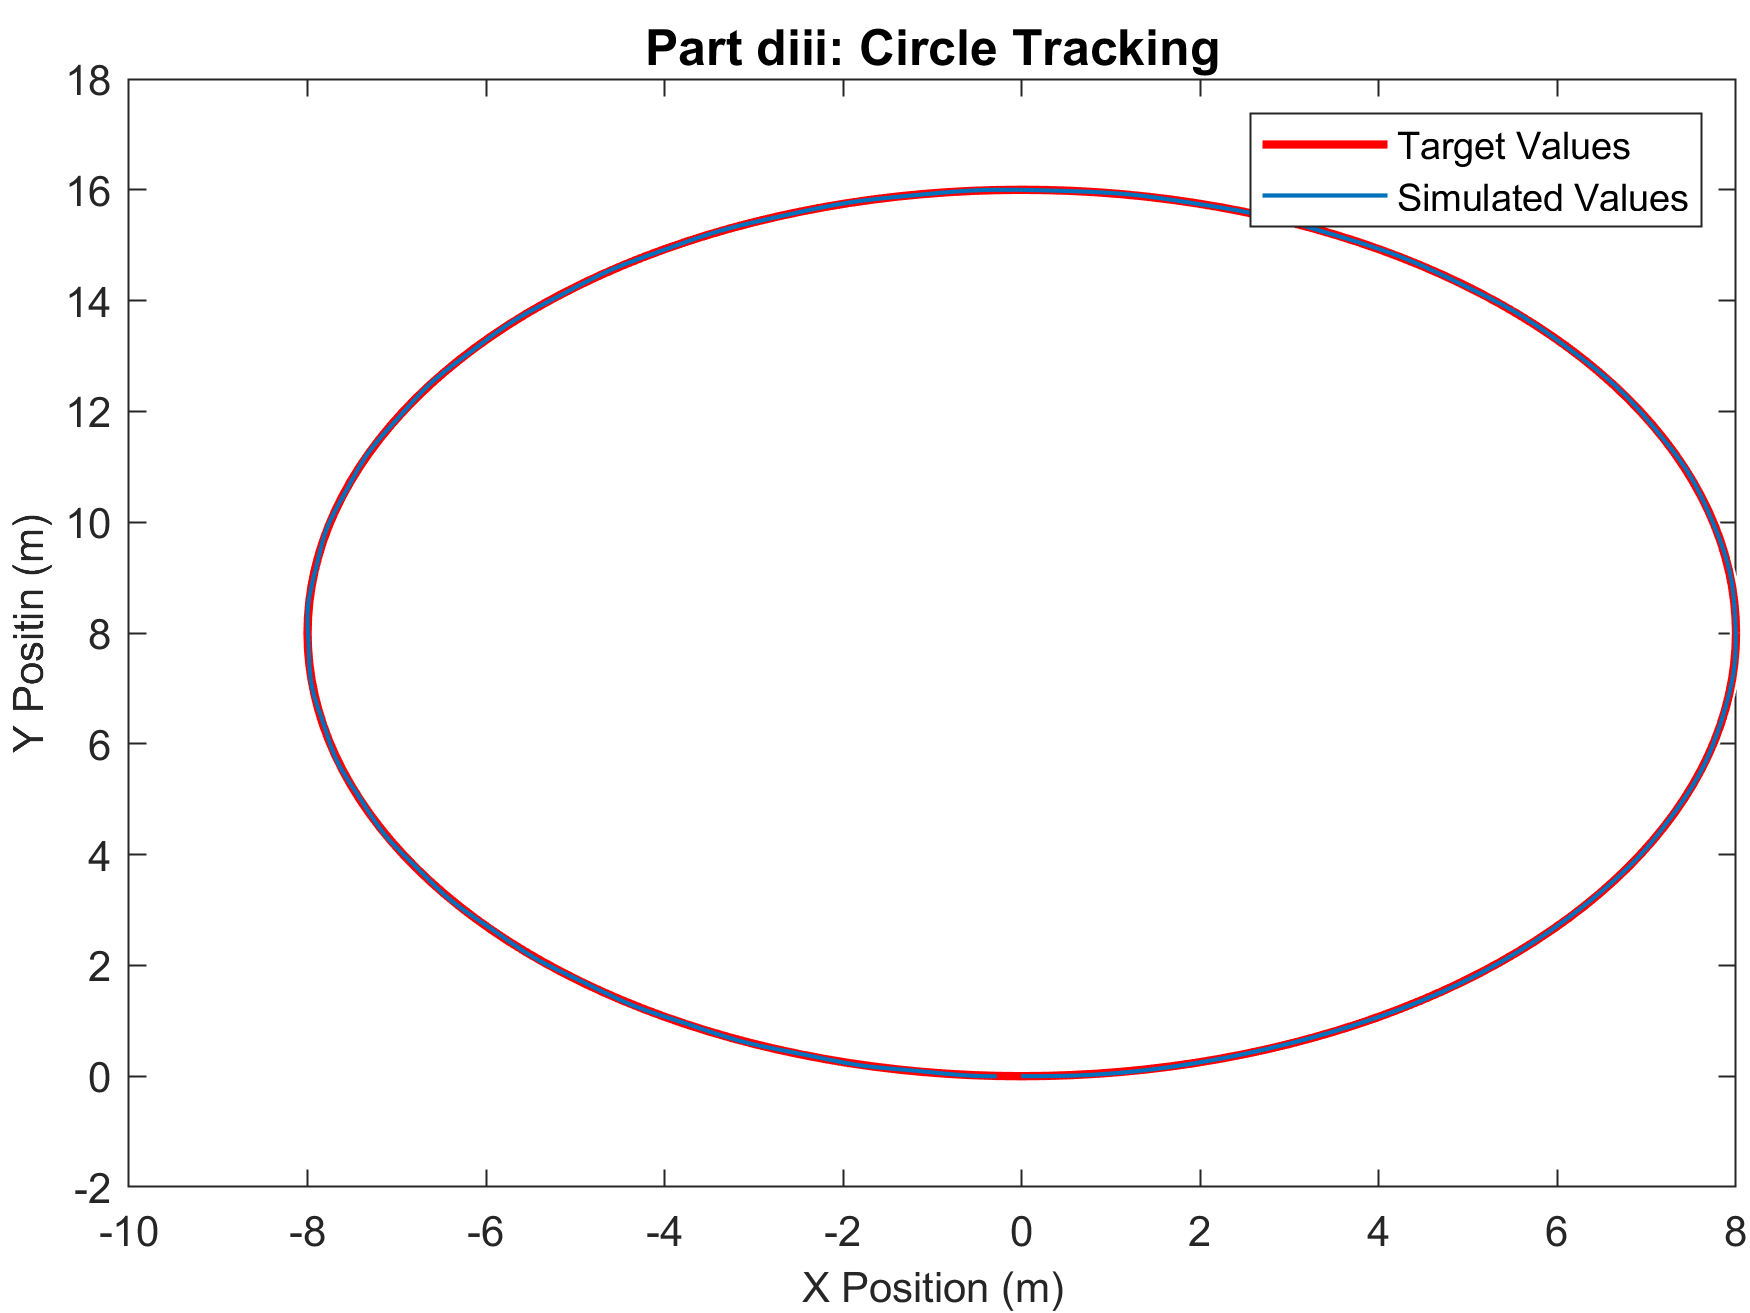 Part diii: Circle Tracking
18
16
14
12
10
8
6
4
2
0
-2
Y Positin (m)
Target Values
Simulated Values
-10 -8 -6 -4 -2 0 2 4 6 8
X Position (m)